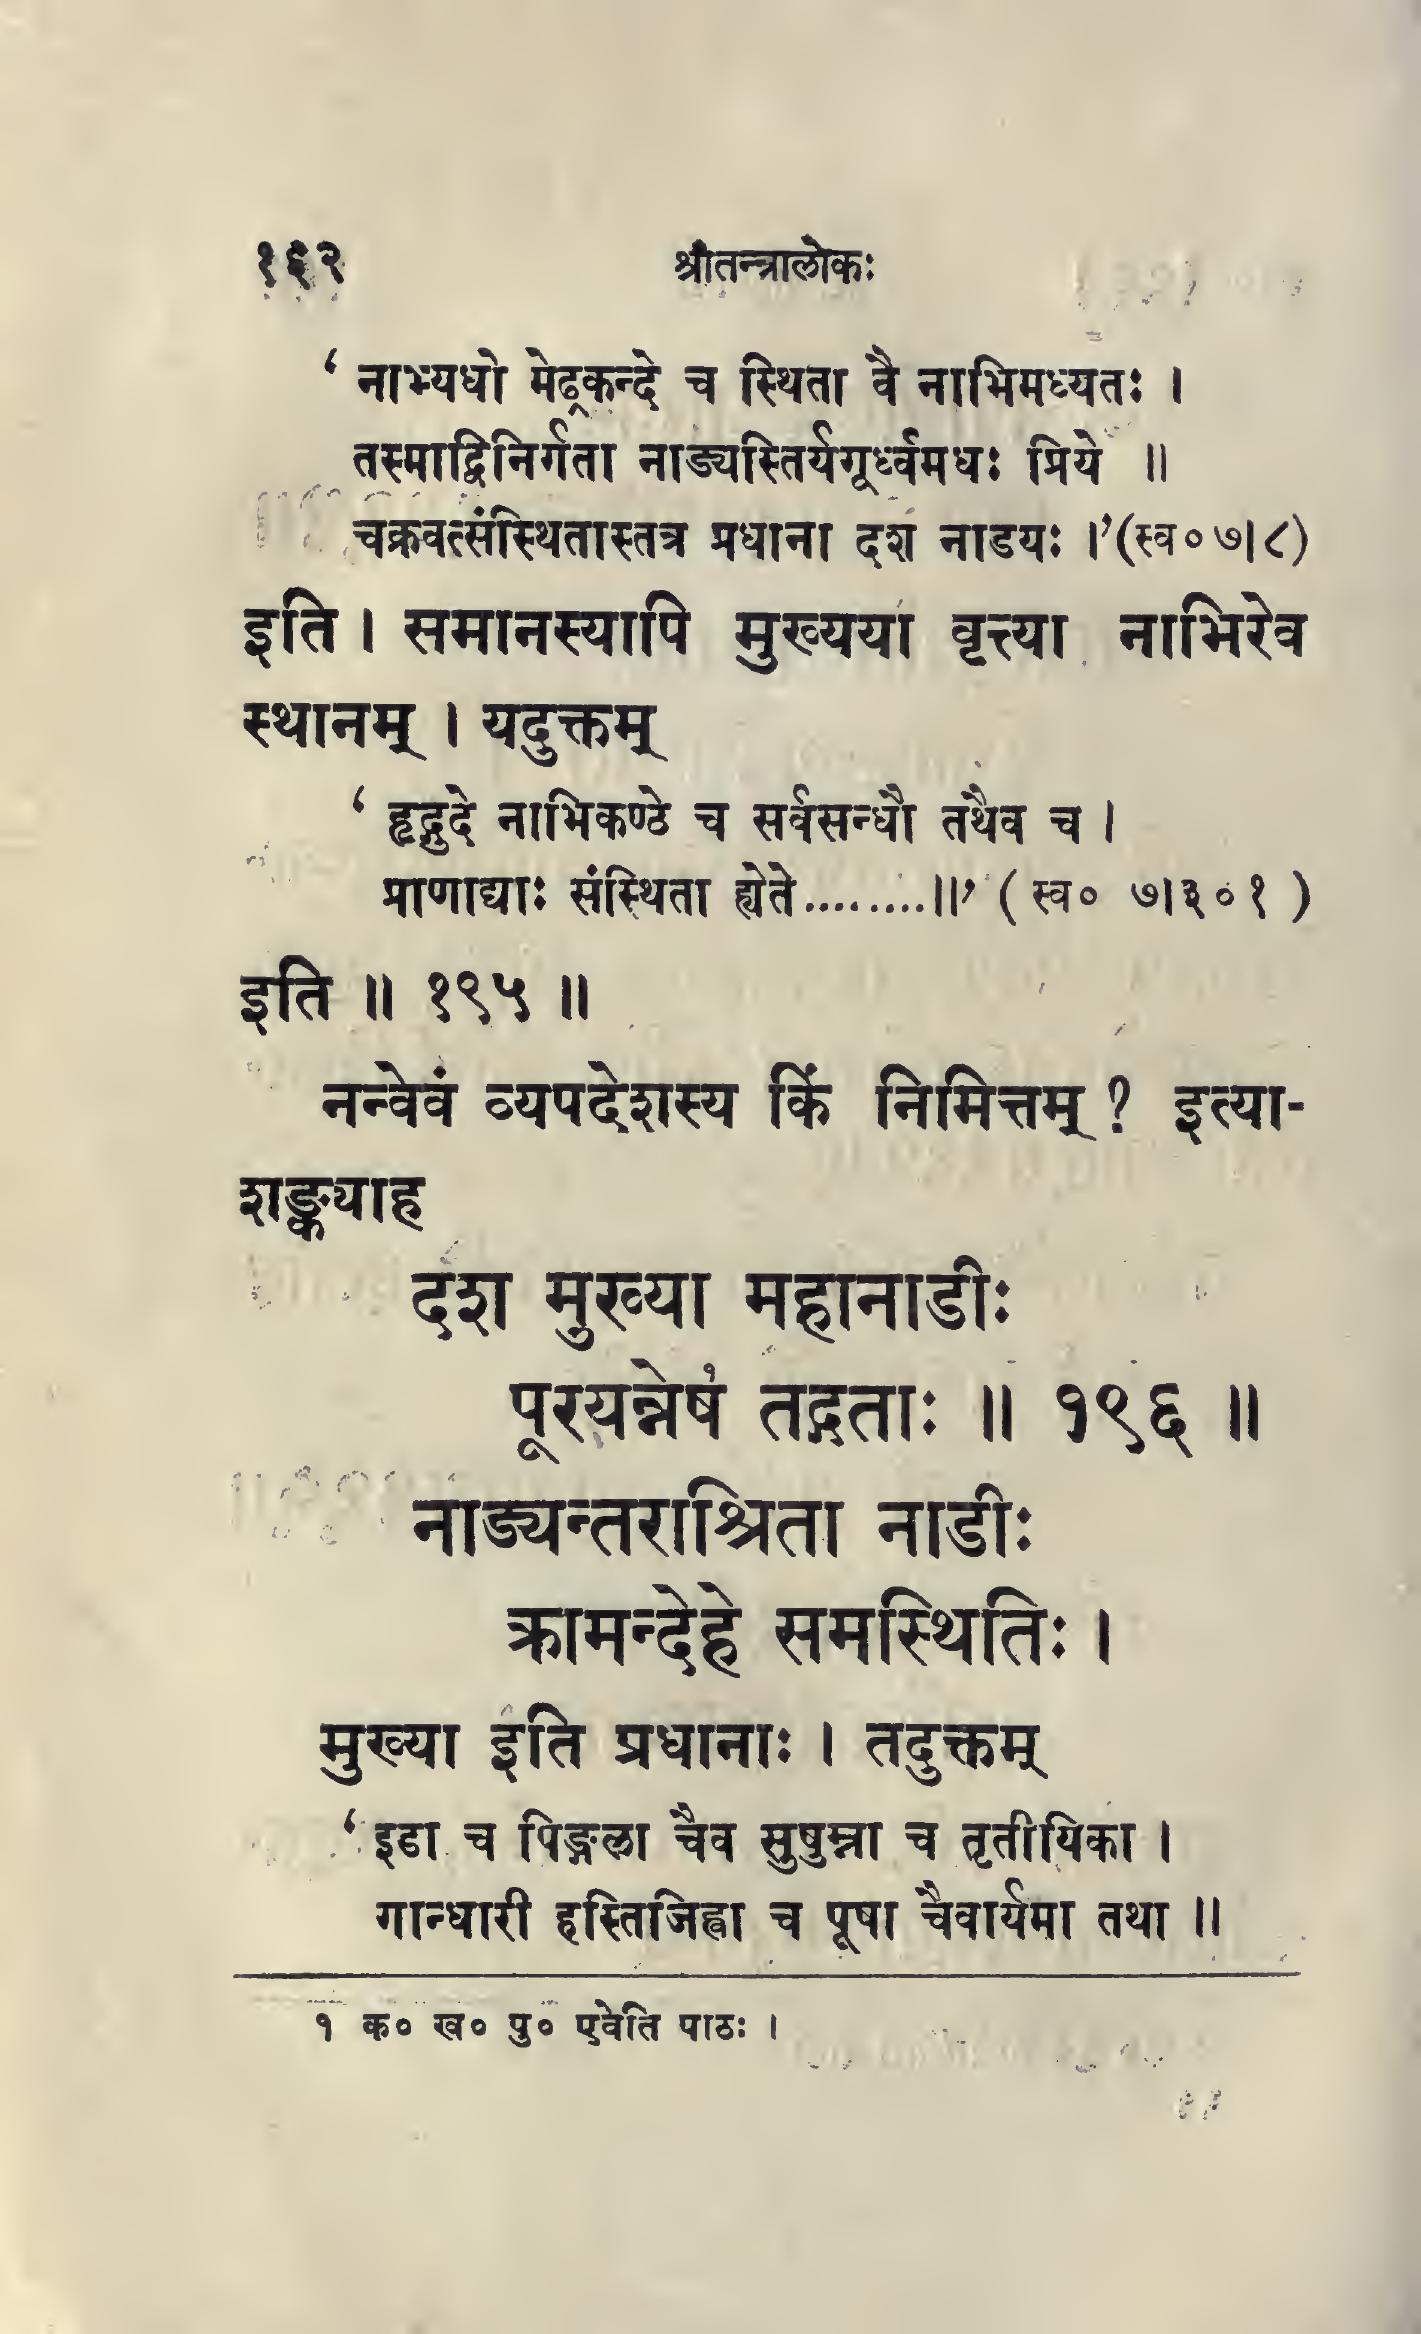 १६२ श्रीतन्त्रालोकः
‘ नाभ्यधो मेढ्रकन्दे च स्थिता वै नाभिमध्यतः ।
तस्माद्विनिर्गता नाड्यस्तिर्यगूर्ध्वमधः प्रिये ॥
चक्रवत्संस्थितास्तत्र प्रधाना दश नाडयः ।’(स्व० ७।८)
इति । समानस्यापि मुख्यया वृत्त्या नाभिरेव
स्थानम् । यदुक्तम्
‘ हृद्गुदे नाभिकण्ठे च सर्वसन्धौ तथैव च ।
प्राणाद्याः संस्थिता ह्येते.........॥’ ( स्व० ७।३०१ )
इति ॥ १९५ ॥
नन्वेवं व्यपदेशस्य किं निमित्तम् ? इत्या-
शङ्क्याह
दश मुख्या महानाडीः
पूरयन्नेष१ तद्गताः ॥ १९६ ॥
नाड्यन्तराश्रिता नाडीः
क्रामन्देहे समस्थितिः ।
मुख्या इति प्रधानाः । तदुक्तम्
‘ इडा च पिङ्गला चैव सुषुम्ना च तृतीयिका ।
गान्धारी हस्तिजिह्वा च पूषा चैवार्यमा तथा ॥
१ क० ख० पु० एवेति पाठः ।